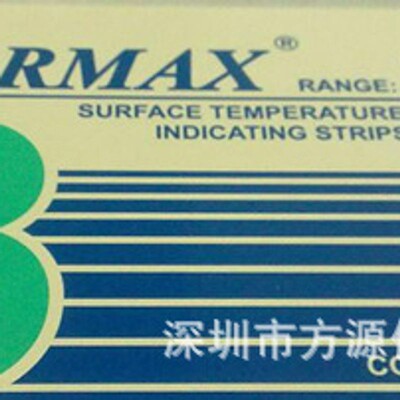 RMAX® RANGE:
SURFACE TEMPERATURE
INDICATING STRIPS
深圳市方源
CO